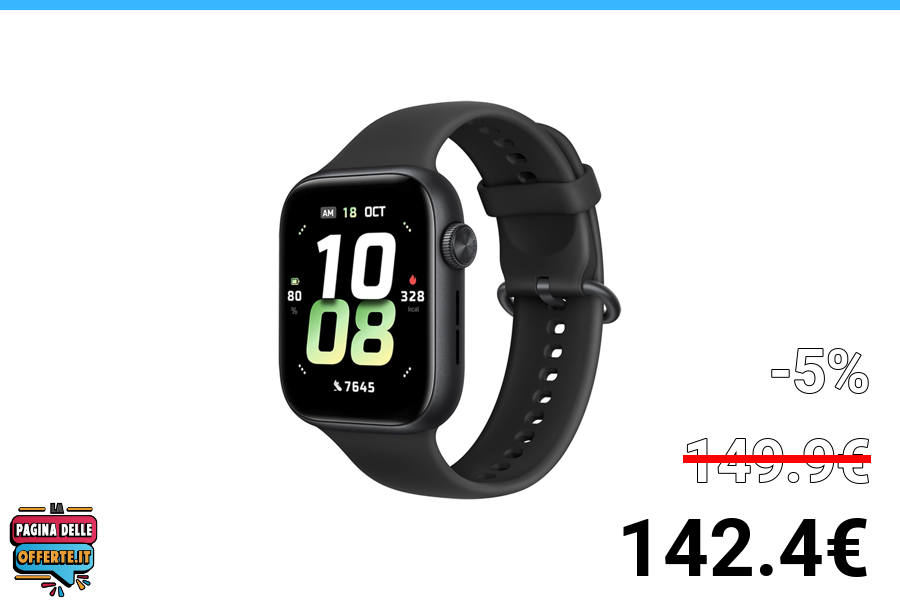 AM 18 OCT
10
80
%
328
kcal
08
7645
-5%
149.9€
142.4€
LA
PAGINA DELLE
OFFERTE.IT